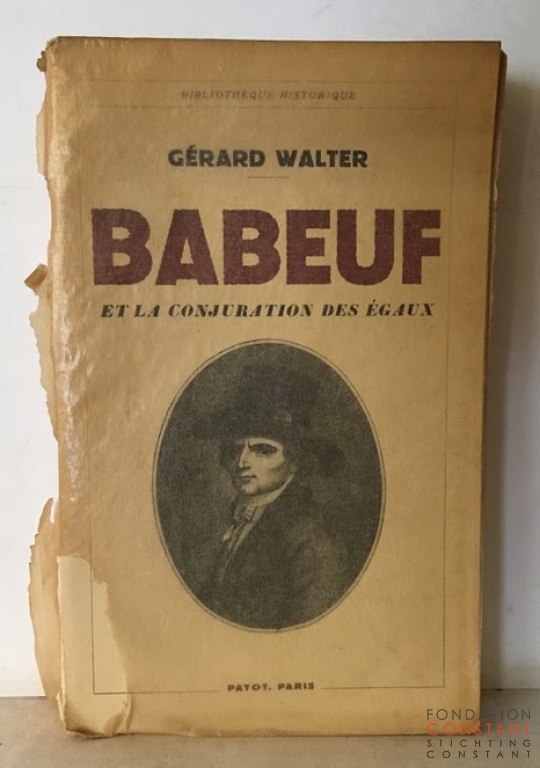 BIBLIOTHÈQUE HISTORIQUE
GÉRARD WALTER
BABEUF
ET LA CONJURATION DES ÉGAUX
PAYOT, PARIS
FONDATION
CONSTANT
STICHTING
CONSTANT